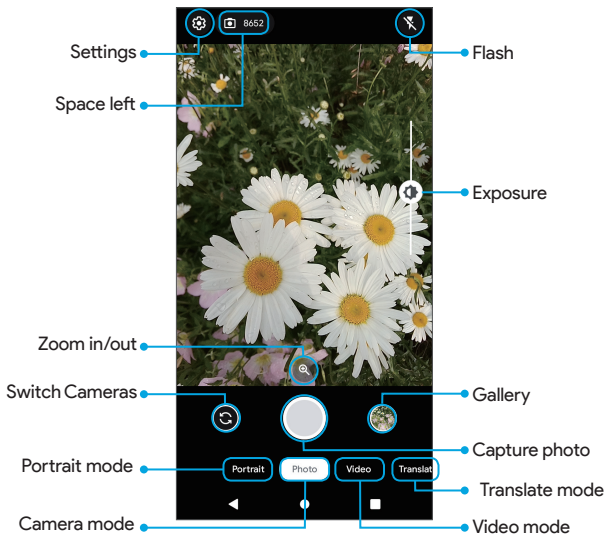 8652
Settings
Flash
Space left
Exposure
Zoom in/out
Switch Cameras
Gallery
Capture photo
Portrait mode
Portrait
Photo
Video
Translat
Translate mode
Camera mode
Video mode